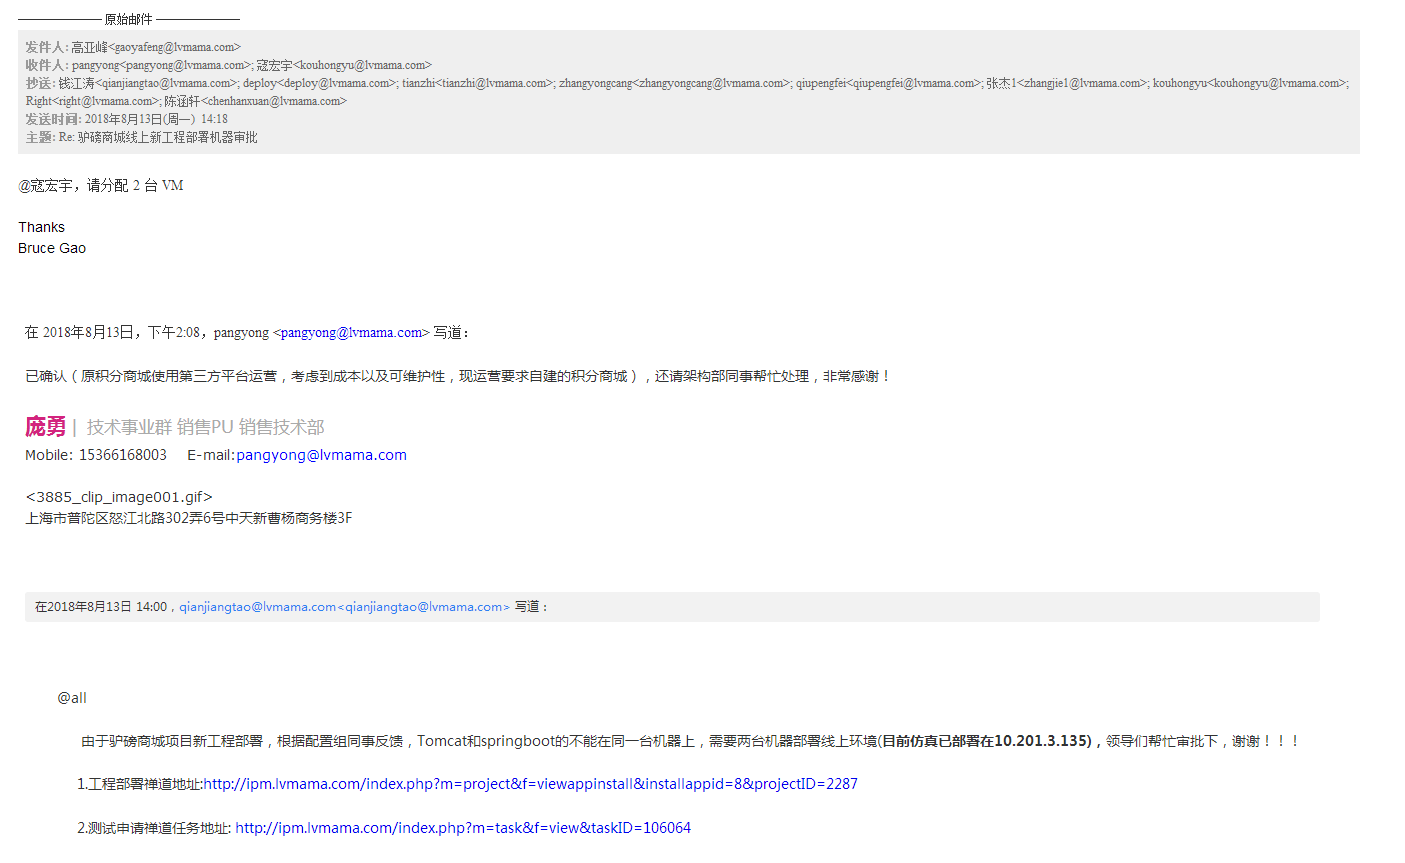 ——————— 原始邮件 ———————
发件人: 高亚峰<gaoyafeng@lvmama.com>
收件人: pangyong<pangyong@lvmama.com>; 寇宏宇<kouhongyu@lvmama.com>
抄送: 钱江涛<qianjiangtao@lvmama.com>; deploy<deploy@lvmama.com>; tianzhi<tianzhi@lvmama.com>; zhangyongcang<zhangyongcang@lvmama.com>; qiupengfei<qiupengfei@lvmama.com>; 张杰1<zhangjie1@lvmama.com>; kouhongyu<kouhongyu@lvmama.com>;
Right<right@lvmama.com>; 陈涵轩<chenhanxuan@lvmama.com>
发送时间: 2018年8月13日(周一) 14:18
主题: Re: 驴磅商城线上新工程部署机器审批
@寇宏宇，请分配 2 台 VM
Thanks
Bruce Gao
在 2018年8月13日，下午2:08，pangyong <pangyong@lvmama.com> 写道：
已确认（原积分商城使用第三方平台运营，考虑到成本以及可维护性，现运营要求自建的积分商城），还请架构部同事帮忙处理，非常感谢！
庞勇 | 技术事业群 销售PU 销售技术部
Mobile: 15366168003 E-mail:pangyong@lvmama.com
<3885_clip_image001.gif>
上海市普陀区怒江北路302弄6号中天新曹杨商务楼3F
在2018年8月13日 14:00，qianjiangtao@lvmama.com<qianjiangtao@lvmama.com> 写道：
@all
由于驴磅商城项目新工程部署，根据配置组同事反馈，Tomcat和springboot的不能在同一台机器上，需要两台机器部署线上环境(目前仿真已部署在10.201.3.135)，领导们帮忙审批下，谢谢！！！
1.工程部署禅道地址:http://ipm.lvmama.com/index.php?m=project&f=viewappinstall&installappid=8&projectID=2287
2.测试申请禅道任务地址: http://ipm.lvmama.com/index.php?m=task&f=view&taskID=106064